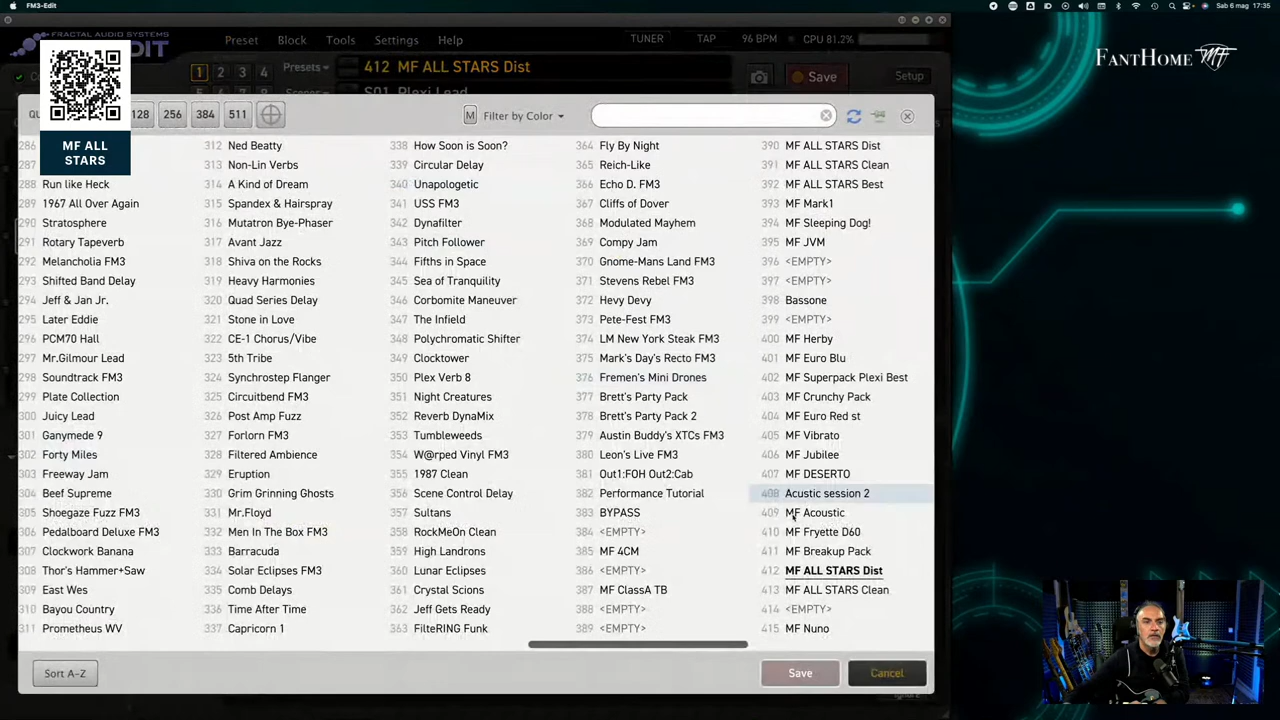 FM3-Edit
Sab 6 mag 17:35
FRACTAL AUDIO SYSTEMS
Preset Block Tools Settings Help
TUNER TAP 96 BPM CPU 81.2%
1 2 3 4 Presets 412 MF ALL STARS Dist Save Setup
S01 Plexi Lead
128 256 384 511 M Filter by Color
MF ALL
STARS
FANTHOME MF
286
287
288 Run like Heck
289 1967 All Over Again
290 Stratosphere
291 Rotary Tapeverb
292 Melancholia FM3
293 Shifted Band Delay
294 Jeff & Jan Jr.
295 Later Eddie
296 PCM70 Hall
297 Mr.Gilmour Lead
298 Soundtrack FM3
299 Plate Collection
300 Juicy Lead
301 Ganymede 9
302 Forty Miles
303 Freeway Jam
304 Beef Supreme
305 Shoegaze Fuzz FM3
306 Pedalboard Deluxe FM3
307 Clockwork Banana
308 Thor's Hammer+Saw
309 East Wes
310 Bayou Country
311 Prometheus WV
312 Ned Beatty
313 Non-Lin Verbs
314 A Kind of Dream
315 Spandex & Hairspray
316 Mutatron Bye-Phaser
317 Avant Jazz
318 Shiva on the Rocks
319 Heavy Harmonies
320 Quad Series Delay
321 Stone in Love
322 CE-1 Chorus/Vibe
323 5th Tribe
324 Synchrostep Flanger
325 Circuitbend FM3
326 Post Amp Fuzz
327 Forlorn FM3
328 Filtered Ambience
329 Eruption
330 Grim Grinning Ghosts
331 Mr.Floyd
332 Men In The Box FM3
333 Barracuda
334 Solar Eclipses FM3
335 Comb Delays
336 Time After Time
337 Capricorn 1
338 How Soon is Soon?
339 Circular Delay
340 Unapologetic
341 USS FM3
342 Dynafilter
343 Pitch Follower
344 Fifths in Space
345 Sea of Tranquility
346 Corbomite Maneuver
347 The Infield
348 Polychromatic Shifter
349 Clocktower
350 Plex Verb 8
351 Night Creatures
352 Reverb DynaMix
353 Tumbleweeds
354 W@rped Vinyl FM3
355 1987 Clean
356 Scene Control Delay
357 Sultans
358 RockMeOn Clean
359 High Landrons
360 Lunar Eclipses
361 Crystal Scions
362 Jeff Gets Ready
363 FilteRING Funk
364 Fly By Night
365 Reich-Like
366 Echo D. FM3
367 Cliffs of Dover
368 Modulated Mayhem
369 Compy Jam
370 Gnome-Mans Land FM3
371 Stevens Rebel FM3
372 Hevy Devy
373 Pete-Fest FM3
374 LM New York Steak FM3
375 Mark's Day's Recto FM3
376 Fremen's Mini Drones
377 Brett's Party Pack
378 Brett's Party Pack 2
379 Austin Buddy's XTCs FM3
380 Leon's Live FM3
381 Out1:FOH Out2:Cab
382 Performance Tutorial
383 BYPASS
384 <EMPTY>
385 MF 4CM
386 <EMPTY>
387 MF ClassA TB
388 <EMPTY>
389 <EMPTY>
390 MF ALL STARS Dist
391 MF ALL STARS Clean
392 MF ALL STARS Best
393 MF Mark1
394 MF Sleeping Dog!
395 MF JVM
396 <EMPTY>
397 <EMPTY>
398 Bassone
399 <EMPTY>
400 MF Herby
401 MF Euro Blu
402 MF Superpack Plexi Best
403 MF Crunchy Pack
404 MF Euro Red st
405 MF Vibrato
406 MF Jubilee
407 MF DESERTO
408 Acustic session 2
409 MF Acoustic
410 MF Fryette D60
411 MF Breakup Pack
412 MF ALL STARS Dist
413 MF ALL STARS Clean
414 <EMPTY>
415 MF Nuno
Sort A-Z Save Cancel